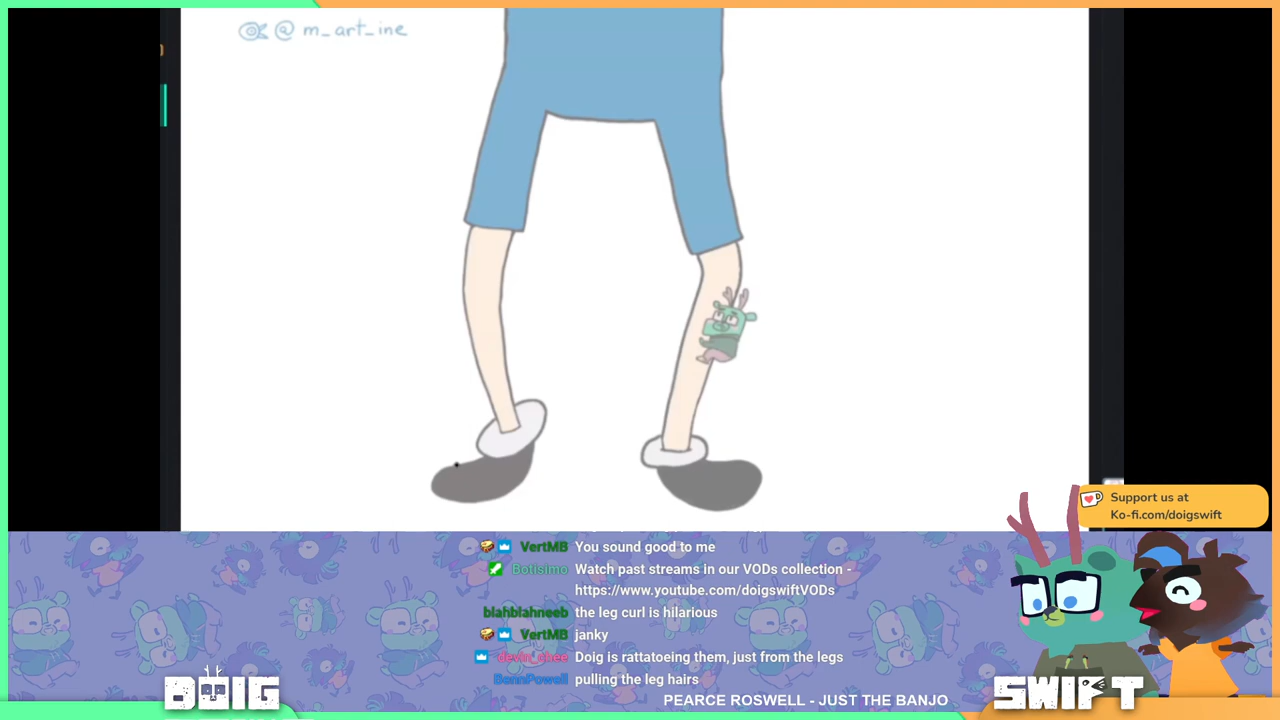 @ m_art_ine
Support us at
Ko-fi.com/doigswift
VertMB You sound good to me
Botisimo Watch past streams in our VODs collection -
https://www.youtube.com/doigswiftVODs
blahblahneeb the leg curl is hilarious
VertMB janky
Doig is rattatoeing them, just from the legs
BennPowell pulling the leg hairs
DOIG
SWIFT
PEARCE ROSWELL - JUST THE BANJO